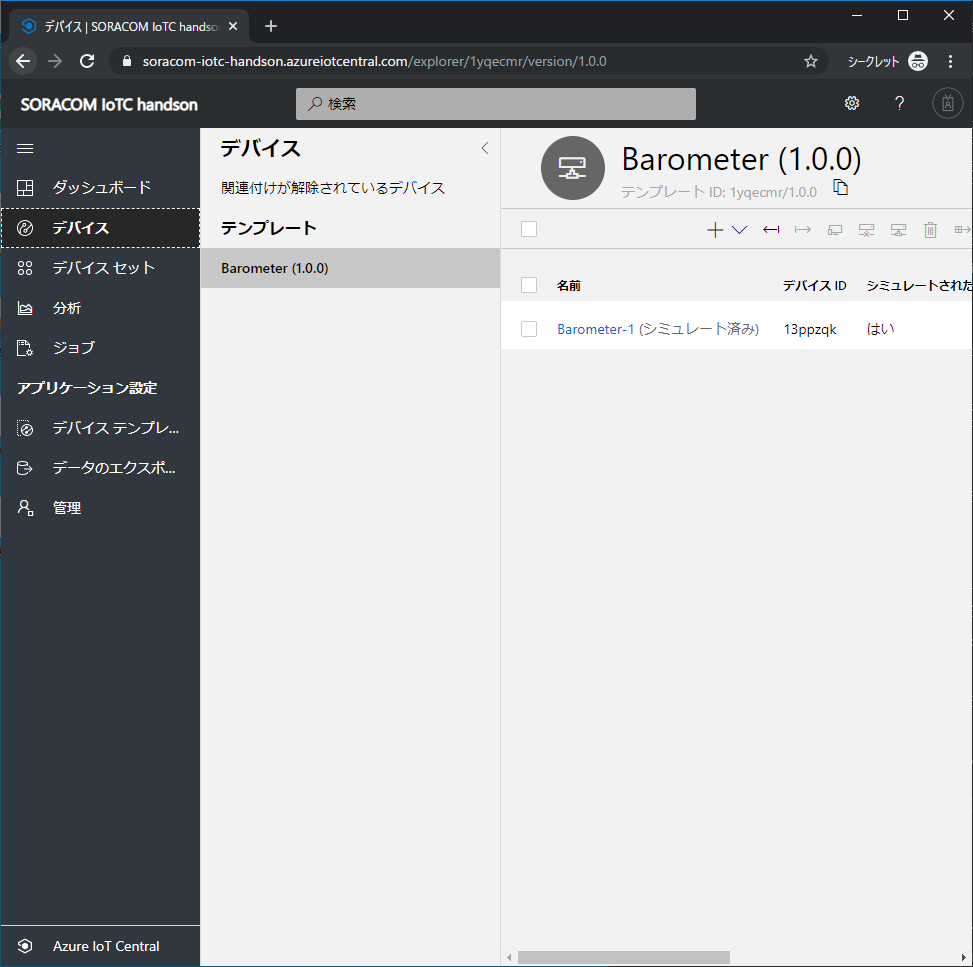 デバイス | SORACOM IoTC handso
soracom-iotc-handson.azureiotcentral.com/explorer/1yqecmr/version/1.0.0
シークレット
SORACOM IoTC handson
検索
?
ダッシュボード
デバイス
デバイス セット
分析
ジョブ
アプリケーション設定
デバイス テンプレ...
データのエクスポ...
管理
Azure IoT Central
デバイス
関連付けが解除されているデバイス
テンプレート
Barometer (1.0.0)
Barometer (1.0.0)
テンプレート ID: 1yqecmr/1.0.0
名前 デバイス ID シミュレートされた
Barometer-1 (シミュレート済み) 13ppzqk はい